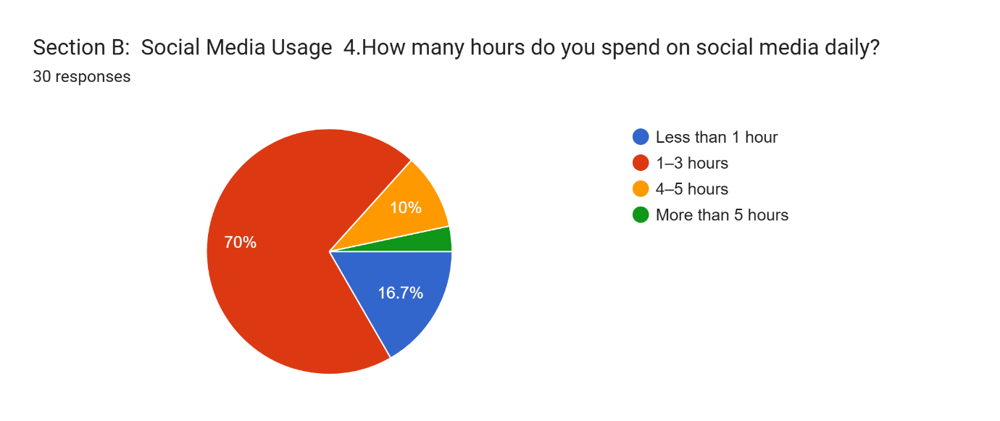 Section B:  Social Media Usage  4.How many hours do you spend on social media daily?
30 responses
Less than 1 hour
1–3 hours
4–5 hours
More than 5 hours
10%
70%
16.7%